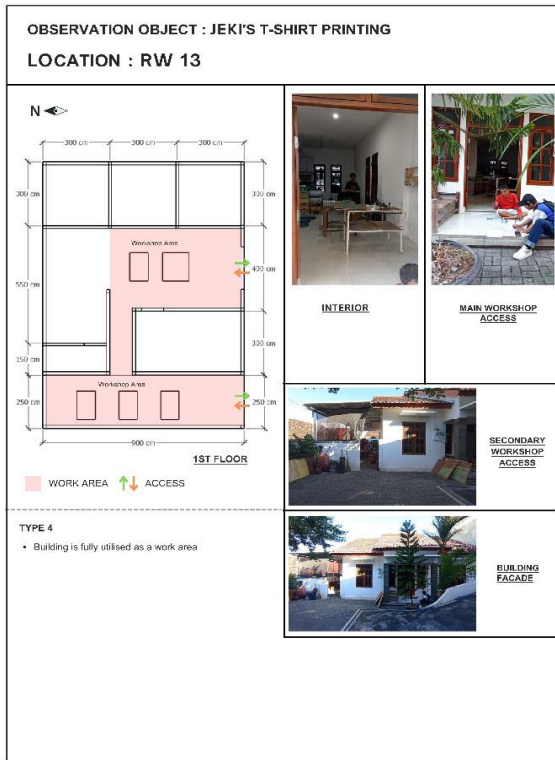 OBSERVATION OBJECT : JEKI'S T-SHIRT PRINTING
LOCATION : RW 13
N
300 cm
300 cm
300 cm
300 cm
300 cm
Workshop Area
400 cm
550 cm
300 cm
150 cm
Workshop Area
250 cm
250 cm
900 cm
1ST FLOOR
WORK AREA
ACCESS
TYPE 4
• Building is fully utilised as a work area
INTERIOR
MAIN WORKSHOP
ACCESS
SECONDARY
WORKSHOP
ACCESS
BUILDING
FACADE